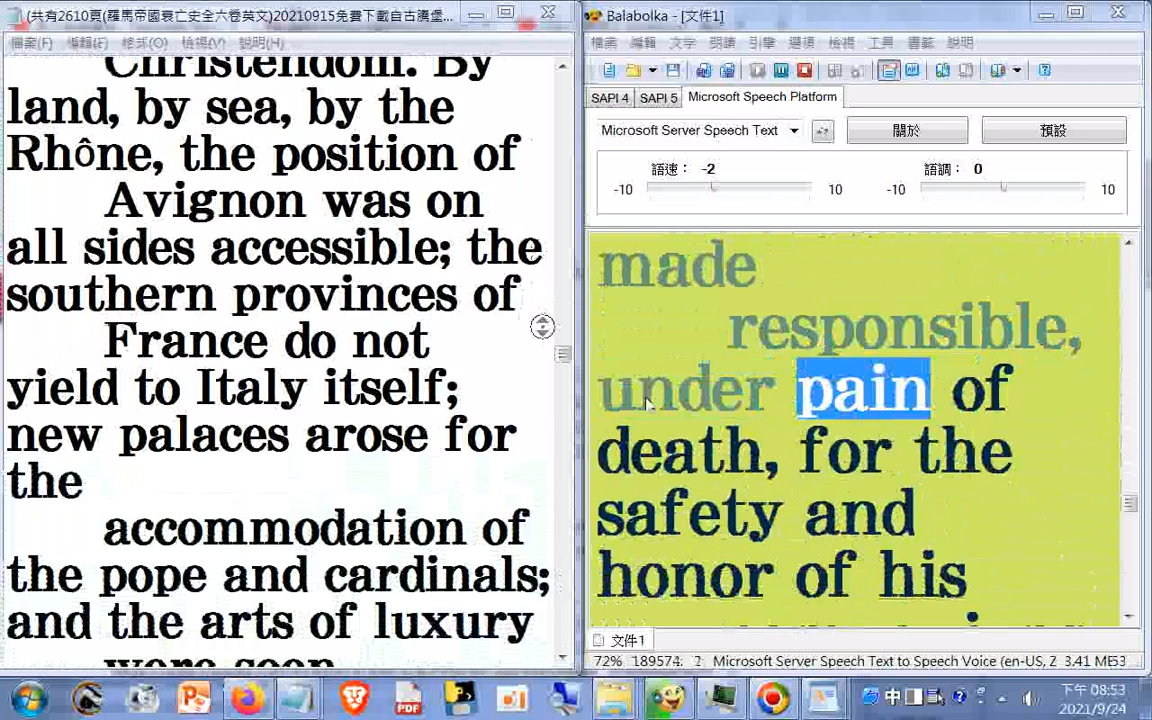 (共有2610頁(羅馬帝國衰亡史全六卷英文)20210915免費下載自古騰堡...
檔案(F) 編輯(E) 格式(O) 檢視(V) 說明(H)
Christendom. By
land, by sea, by the
Rhône, the position of
Avignon was on
all sides accessible; the
southern provinces of
France do not
yield to Italy itself;
new palaces arose for
the
accommodation of
the pope and cardinals;
and the arts of luxury
were soon
Balabolka - [文件1]
檔案 編輯 文字 朗讀 引擎 選項 檢視 工具 書籤 說明
SAPI 4 SAPI 5 Microsoft Speech Platform
Microsoft Server Speech Text 關於 預設
語速： -2 語調： 0
-10 10 -10 10
made
responsible,
under pain of
death, for the
safety and
honor of his
文件1
72% 189574: 2 Microsoft Server Speech Text to Speech Voice (en-US, Z 3.41 ME53
PDF 中 下午 08:53
2021/9/24